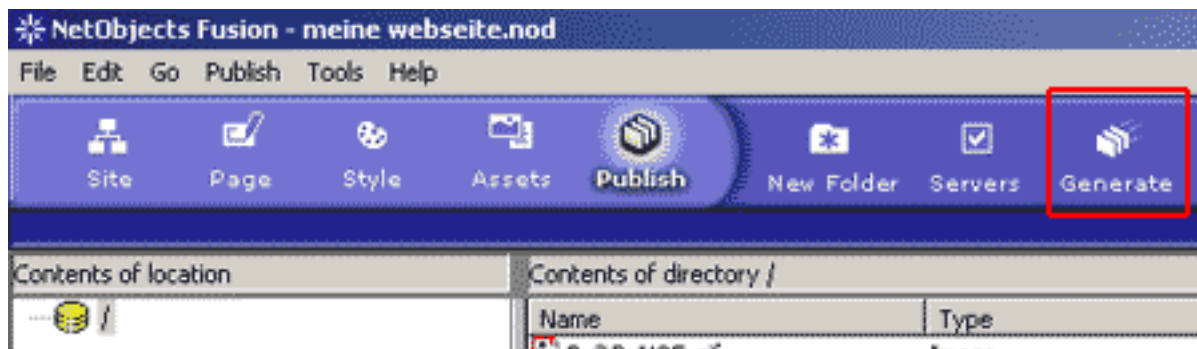 NetObjects Fusion - meine webseite.nod
File Edit Go Publish Tools Help
Site Page Style Assets Publish New Folder Servers Generate
Contents of location
Contents of directory /
/
Name Type